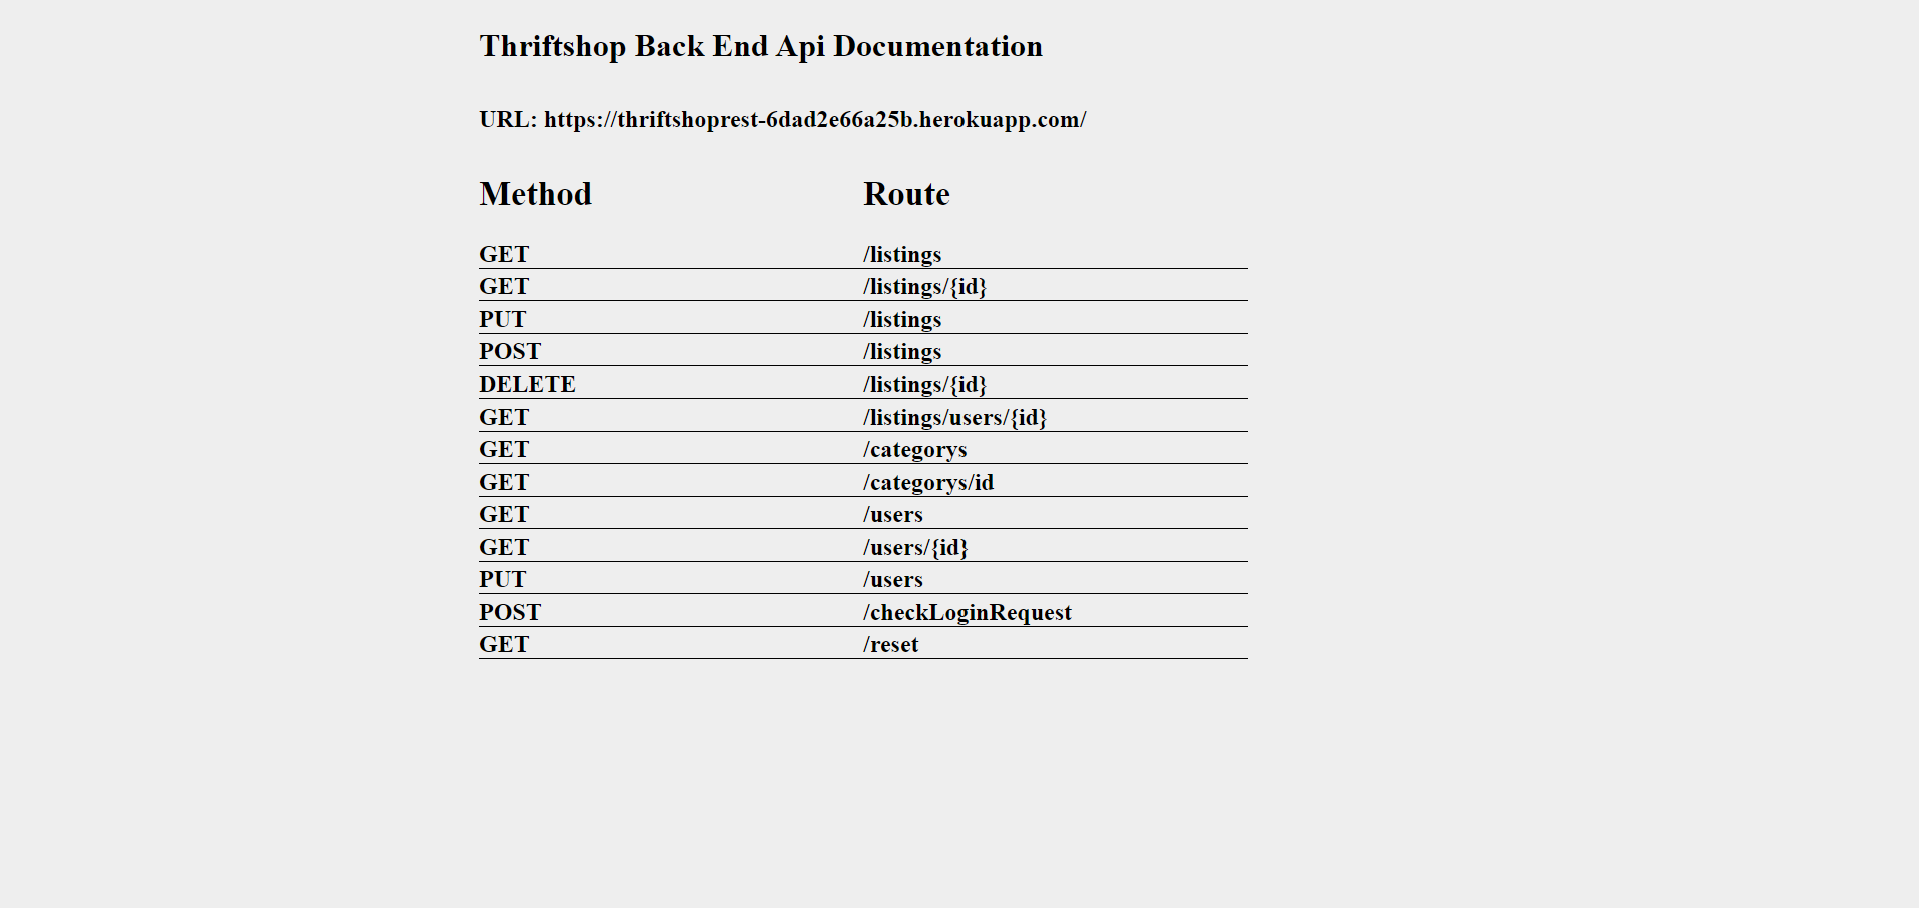 Thriftshop Back End Api Documentation
URL: https://thriftshoprest-6dad2e66a25b.herokuapp.com/
Method Route
GET /listings
GET /listings/{id}
PUT /listings
POST /listings
DELETE /listings/{id}
GET /listings/users/{id}
GET /categorys
GET /categorys/id
GET /users
GET /users/{id}
PUT /users
POST /checkLoginRequest
GET /reset